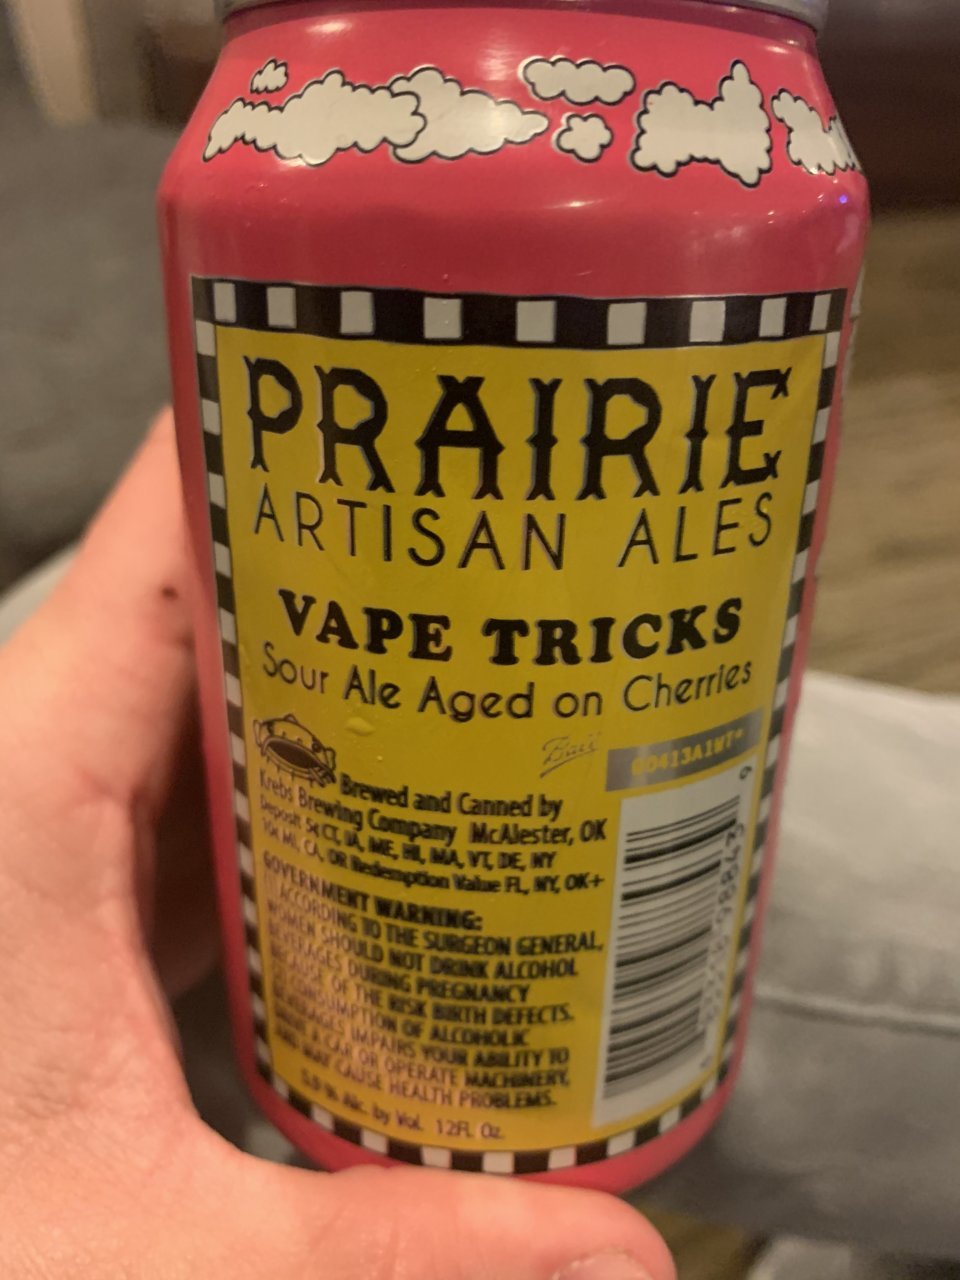 PRAIRIE
ARTISAN ALES
VAPE TRICKS
Sour Ale Aged on Cherries
Ball
Brewed and Canned by
Krebs Brewing Company McAlester, OK
Deposit 5¢ CT, IA, ME, HI, MA, VT, DE, NY
10¢ MI, CA, OR Redemption Value FL, NY, OK+
GOVERNMENT WARNING:
(1) ACCORDING TO THE SURGEON GENERAL,
WOMEN SHOULD NOT DRINK ALCOHOL
BEVERAGES DURING PREGNANCY
BECAUSE OF THE RISK BIRTH DEFECTS.
CONSUMPTION OF ALCOHOLIC
BEVERAGES IMPAIRS YOUR ABILITY TO
A CAR OR OPERATE MACHINERY,
AND MAY CAUSE HEALTH PROBLEMS.
Alc. by Vol. 12FL Oz.